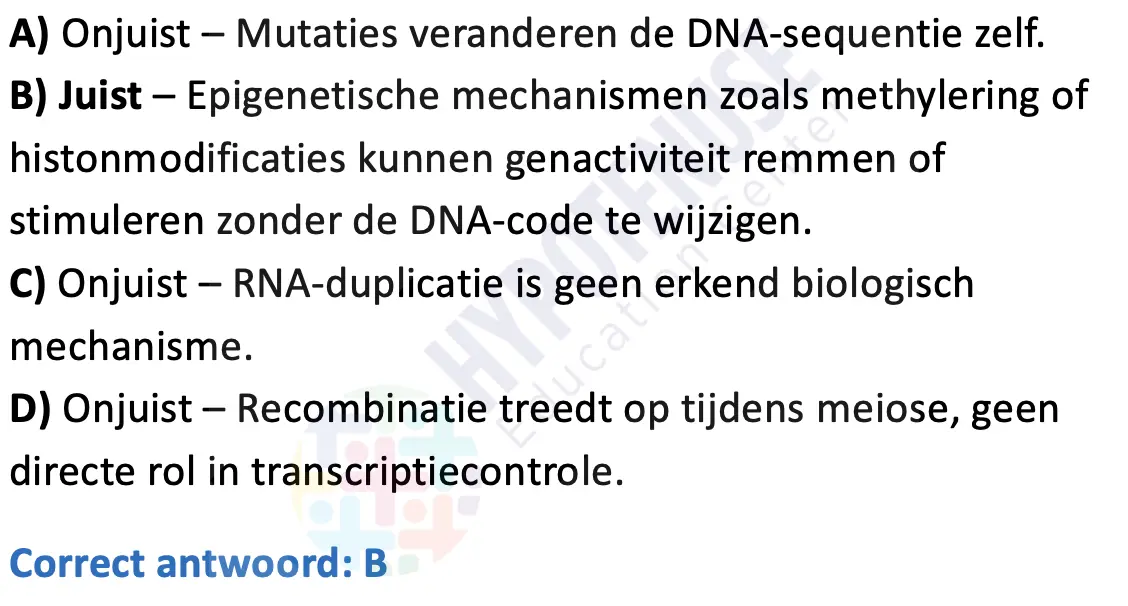 A) Onjuist – Mutaties veranderen de DNA-sequentie zelf.
B) Juist – Epigenetische mechanismen zoals methylering of
histonmodificaties kunnen genactiviteit remmen of
stimuleren zonder de DNA-code te wijzigen.
C) Onjuist – RNA-duplicatie is geen erkend biologisch
mechanisme.
D) Onjuist – Recombinatie treedt op tijdens meiose, geen
directe rol in transcriptiecontrole.
Correct antwoord: B
HYPOTENUSE
Education Center